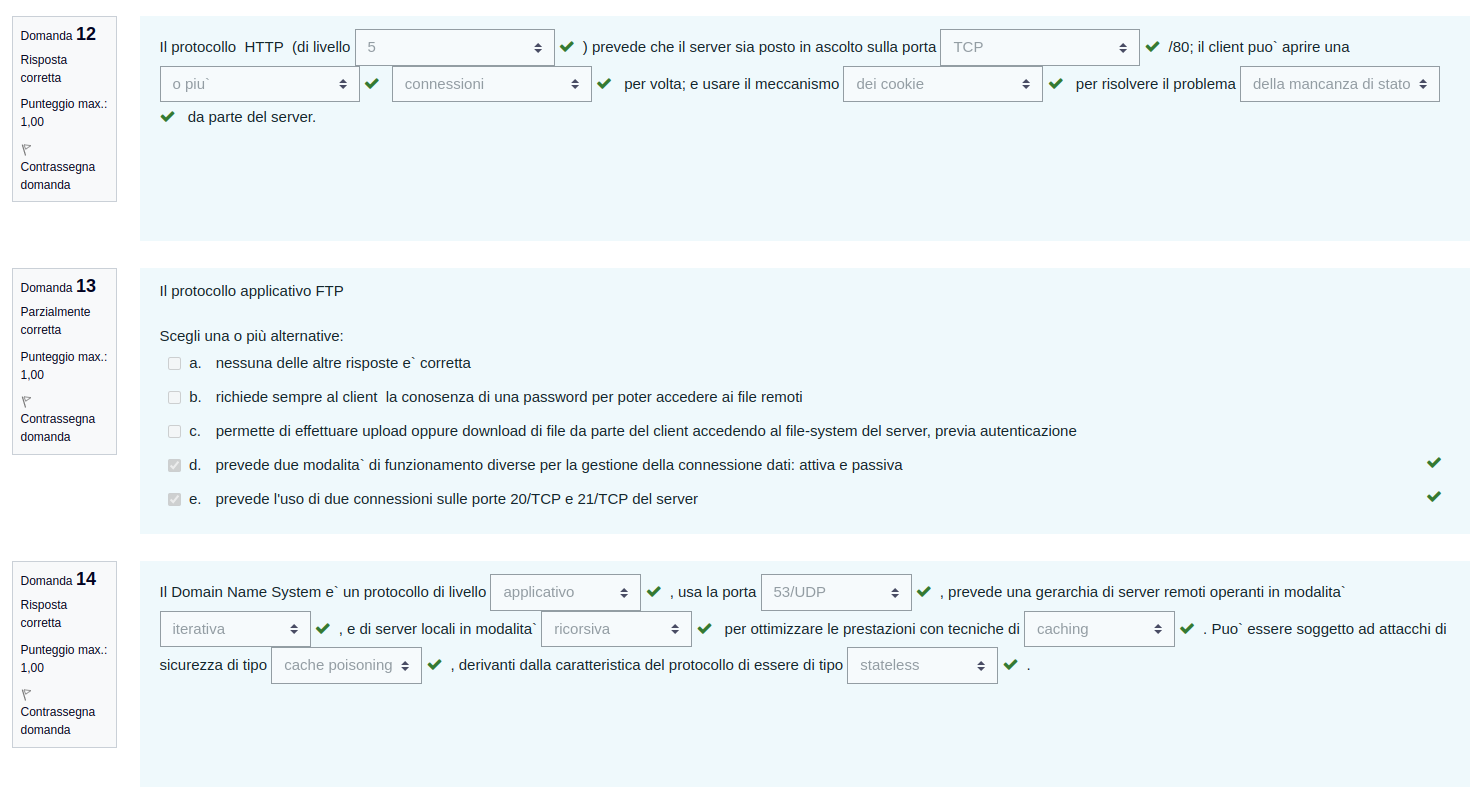 Domanda 12
Risposta
corretta
Punteggio max.:
1,00
Contrassegna
domanda
Il protocollo HTTP (di livello 5 ) prevede che il server sia posto in ascolto sulla porta TCP /80; il client puo` aprire una
o piu` connessioni per volta; e usare il meccanismo dei cookie per risolvere il problema della mancanza di stato
da parte del server.
Domanda 13
Parzialmente
corretta
Punteggio max.:
1,00
Contrassegna
domanda
Il protocollo applicativo FTP
Scegli una o più alternative:
a. nessuna delle altre risposte e` corretta
b. richiede sempre al client la conosenza di una password per poter accedere ai file remoti
c. permette di effettuare upload oppure download di file da parte del client accedendo al file-system del server, previa autenticazione
d. prevede due modalita` di funzionamento diverse per la gestione della connessione dati: attiva e passiva
e. prevede l'uso di due connessioni sulle porte 20/TCP e 21/TCP del server
Domanda 14
Risposta
corretta
Punteggio max.:
1,00
Contrassegna
domanda
Il Domain Name System e` un protocollo di livello applicativo , usa la porta 53/UDP , prevede una gerarchia di server remoti operanti in modalita`
iterativa , e di server locali in modalita` ricorsiva per ottimizzare le prestazioni con tecniche di caching . Puo` essere soggetto ad attacchi di
sicurezza di tipo cache poisoning , derivanti dalla caratteristica del protocollo di essere di tipo stateless .